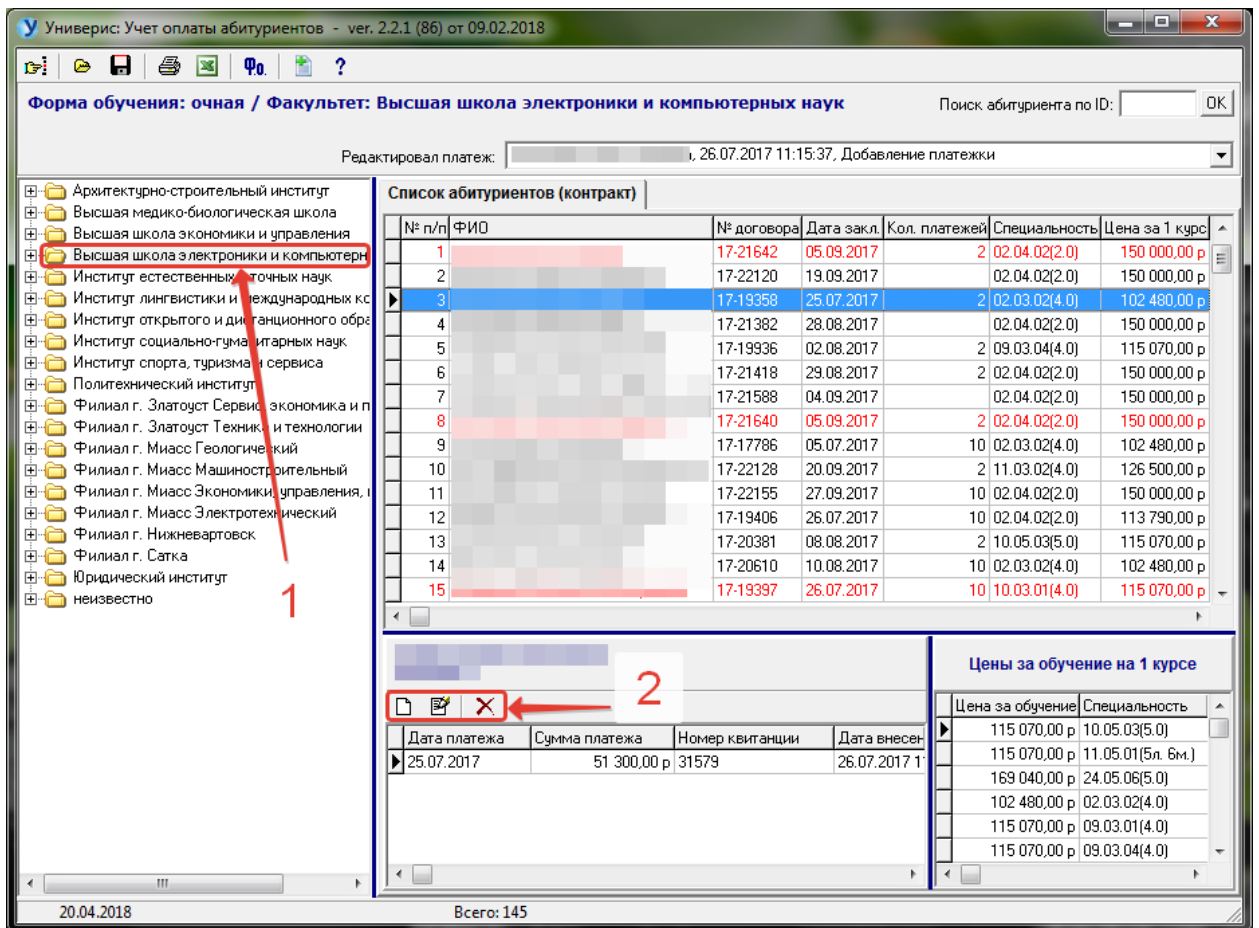 Универис: Учет оплаты абитуриентов - ver. 2.2.1 (86) от 09.02.2018
Форма обучения: очная / Факультет: Высшая школа электроники и компьютерных наук
Поиск абитуриента по ID: OK
Редактировал платеж: , 26.07.2017 11:15:37, Добавление платежки
Архитектурно-строительный институт
Высшая медико-биологическая школа
Высшая школа экономики и управления
Высшая школа электроники и компьютерн
Институт естественных и точных наук
Институт лингвистики и международных кс
Институт открытого и дистанционного обра
Институт социально-гуманитарных наук
Институт спорта, туризма и сервиса
Политехнический институт
Филиал г. Златоуст Сервис, экономика и п
Филиал г. Златоуст Техника и технологии
Филиал г. Миасс Геологический
Филиал г. Миасс Машиностроительный
Филиал г. Миасс Экономики, управления,
Филиал г. Миасс Электротехнический
Филиал г. Нижневартовск
Филиал г. Сатка
Юридический институт
неизвестно
1
Список абитуриентов (контракт)
№ п/п ФИО № договора Дата закл. Кол. платежей Специальность Цена за 1 курс
1 17-21642 05.09.2017 2 02.04.02(2.0) 150 000,00 р
2 17-22120 19.09.2017 02.04.02(2.0) 150 000,00 р
3 17-19358 25.07.2017 2 02.03.02(4.0) 102 480,00 р
4 17-21382 28.08.2017 02.04.02(2.0) 150 000,00 р
5 17-19936 02.08.2017 2 09.03.04(4.0) 115 070,00 р
6 17-21418 29.08.2017 2 02.04.02(2.0) 150 000,00 р
7 17-21588 04.09.2017 02.04.02(2.0) 150 000,00 р
8 17-21640 05.09.2017 2 02.04.02(2.0) 150 000,00 р
9 17-17786 05.07.2017 10 02.03.02(4.0) 102 480,00 р
10 17-22128 20.09.2017 2 11.03.02(4.0) 126 500,00 р
11 17-22155 27.09.2017 10 02.04.02(2.0) 150 000,00 р
12 17-19406 26.07.2017 10 02.04.02(2.0) 113 790,00 р
13 17-20381 08.08.2017 2 10.05.03(5.0) 115 070,00 р
14 17-20610 10.08.2017 10 02.03.02(4.0) 102 480,00 р
15 17-19397 26.07.2017 10 10.03.01(4.0) 115 070,00 р
2
Дата платежа Сумма платежа Номер квитанции Дата внесен
25.07.2017 51 300,00 р 31579 26.07.2017 1
Цены за обучение на 1 курсе
Цена за обучение Специальность
115 070,00 р 10.05.03(5.0)
115 070,00 р 11.05.01(5л. 6м.)
169 040,00 р 24.05.06(5.0)
102 480,00 р 02.03.02(4.0)
115 070,00 р 09.03.01(4.0)
115 070,00 р 09.03.04(4.0)
20.04.2018 Всего: 145